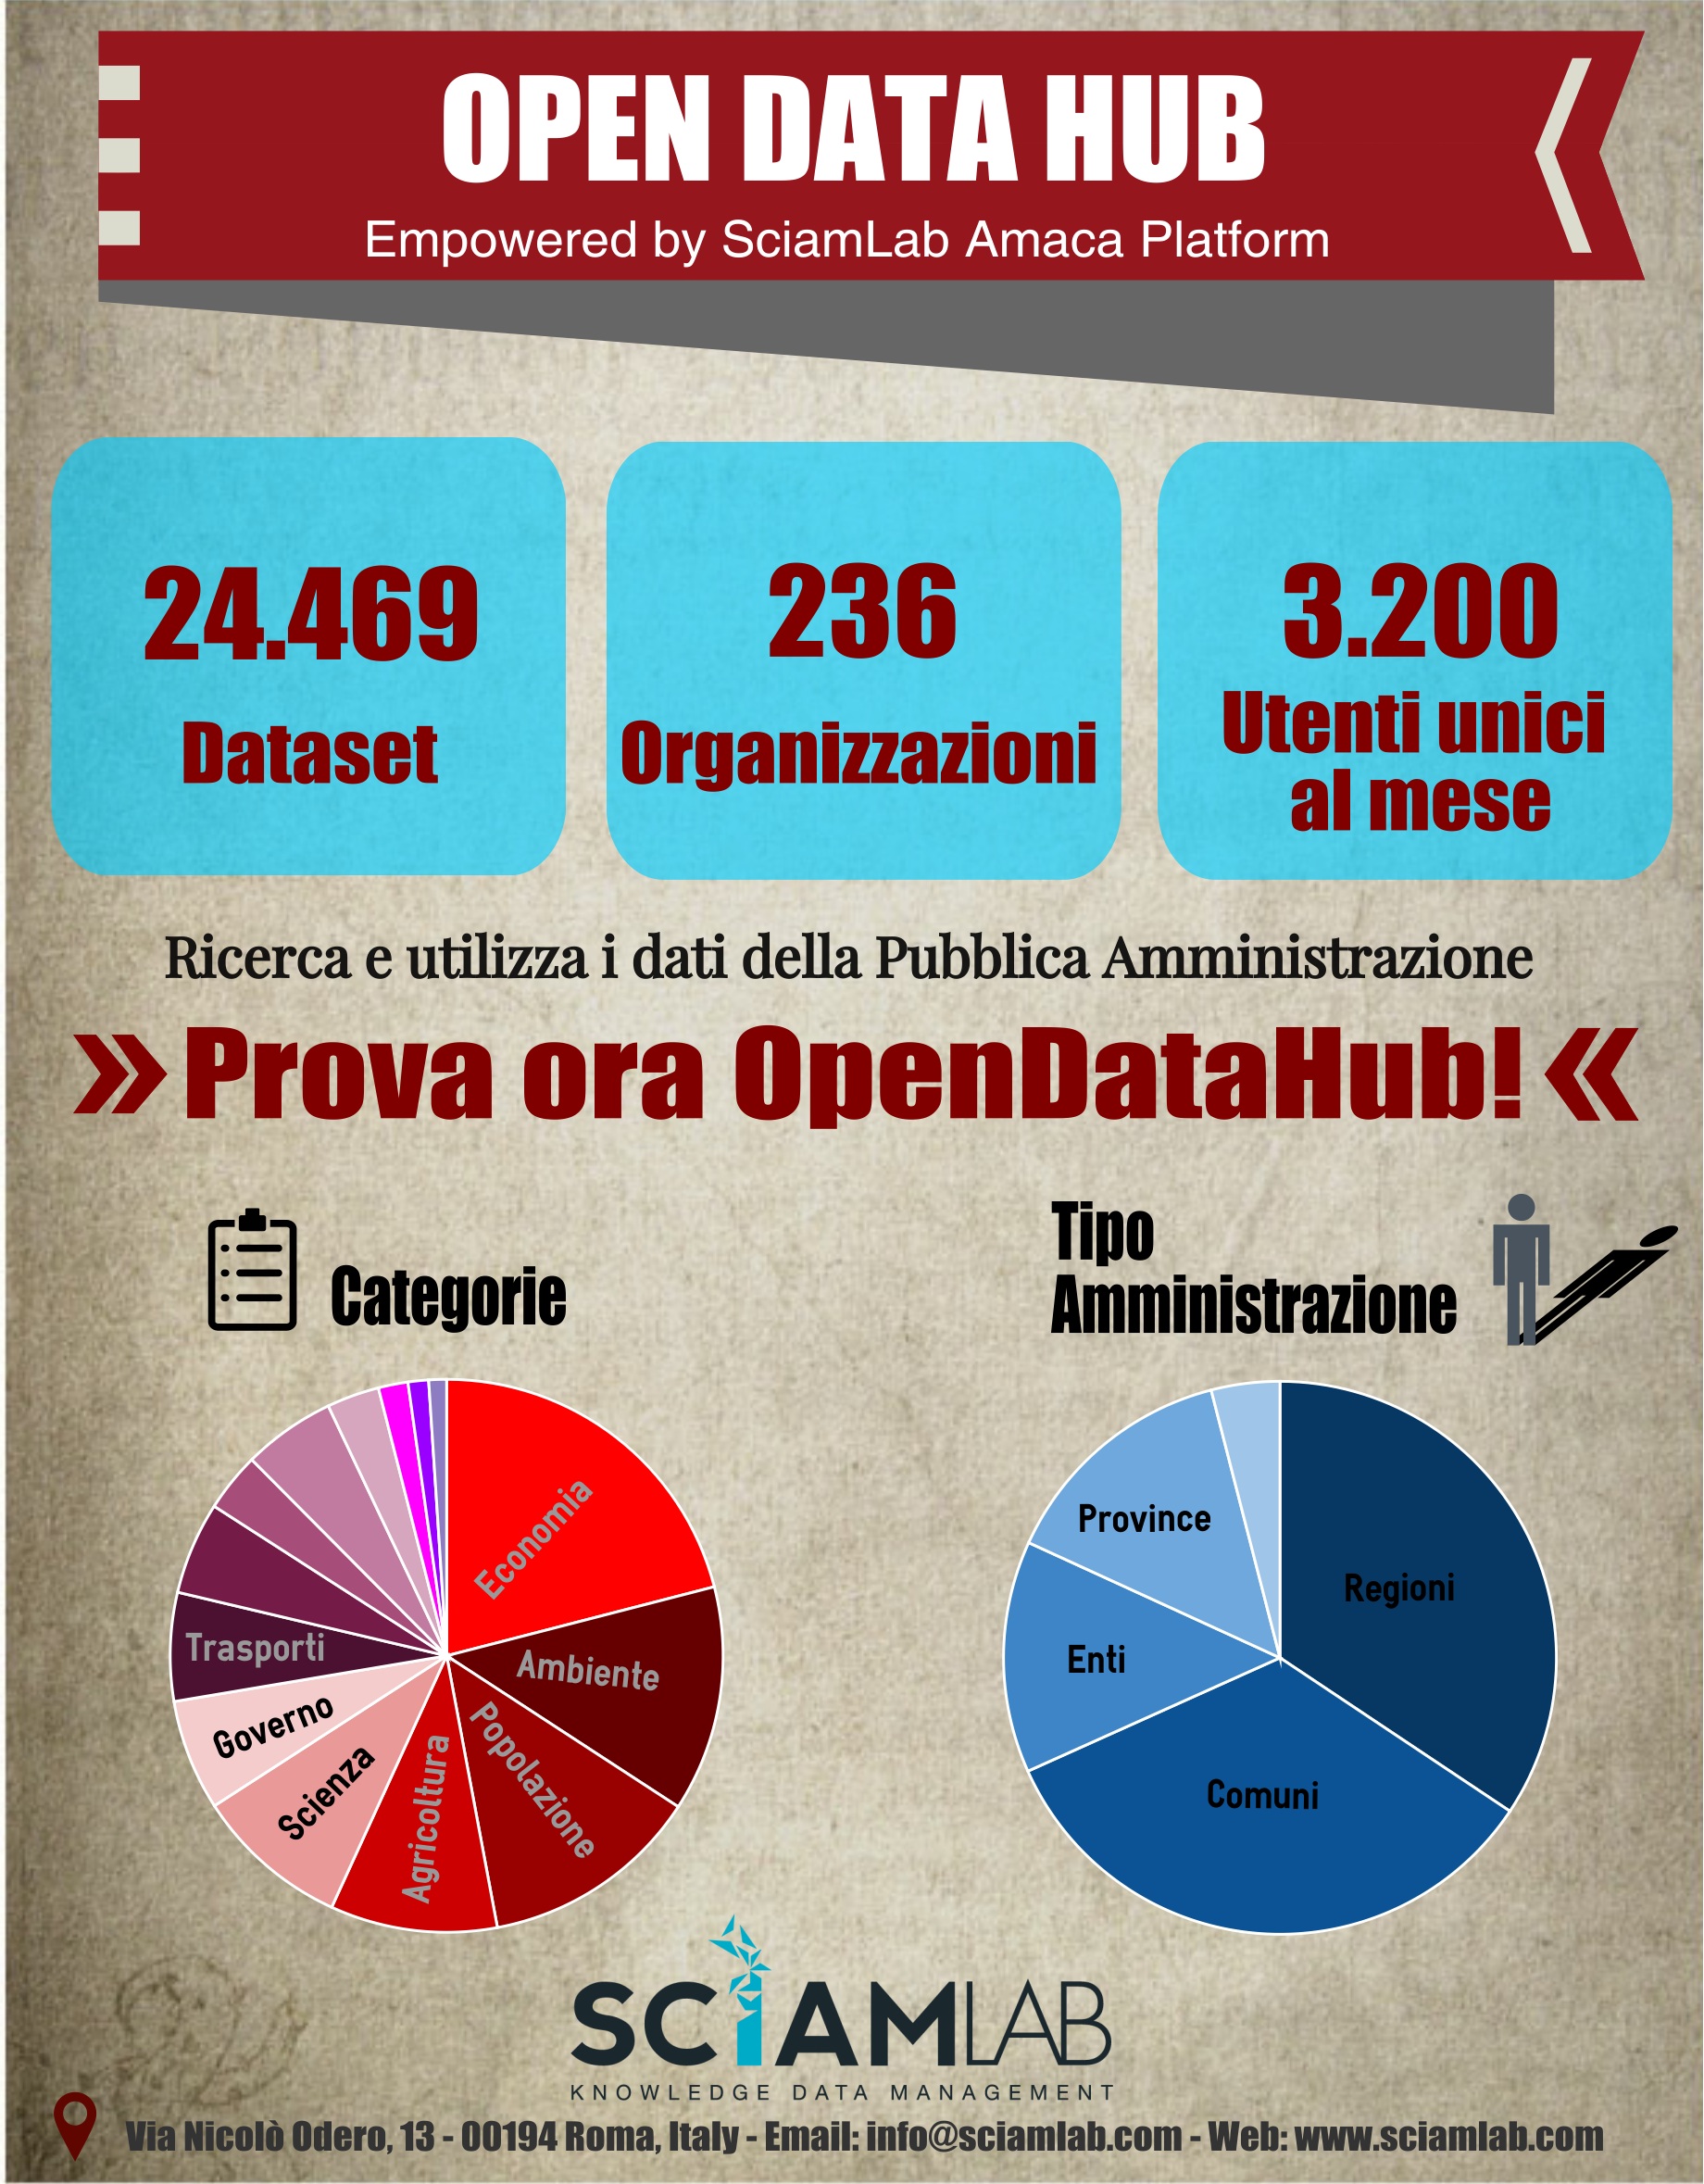 OPEN DATA HUB
Empowered by SciamLab Amaca Platform
24.469
Dataset
236
Organizzazioni
3.200
Utenti unici
al mese
Ricerca e utilizza i dati della Pubblica Amministrazione
» Prova ora OpenDataHub! «
Categorie
Economia
Ambiente
Popolazione
Agricoltura
Scienza
Governo
Trasporti
Tipo
Amministrazione
Regioni
Comuni
Enti
Province
SCIAMLAB
KNOWLEDGE DATA MANAGEMENT
Via Nicolò Odero, 13 - 00194 Roma, Italy - Email: info@sciamlab.com - Web: www.sciamlab.com